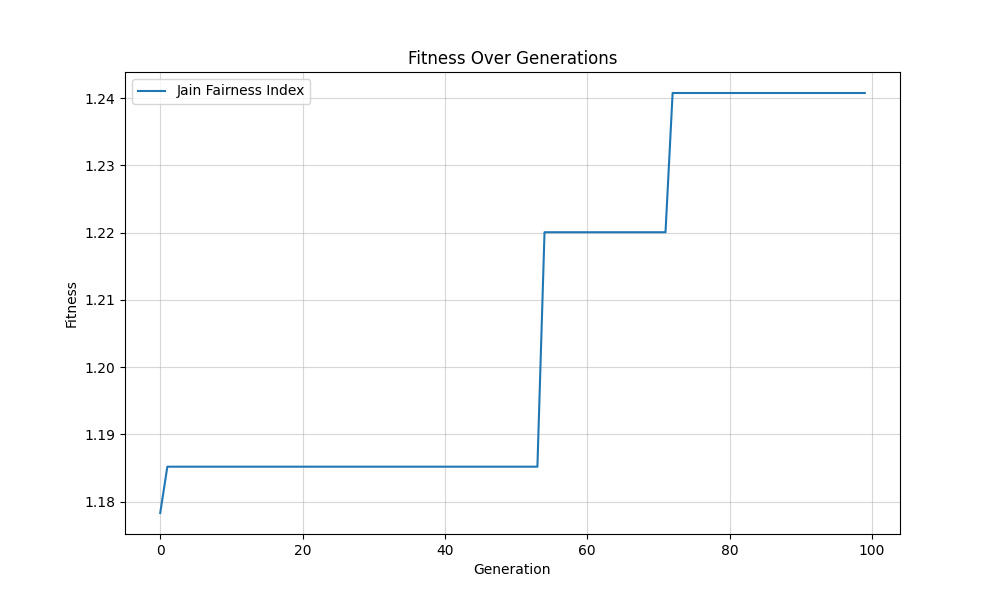 Fitness Over Generations
Jain Fairness Index
1.24
1.23
1.22
1.21
1.20
1.19
1.18
Fitness
0 20 40 60 80 100
Generation